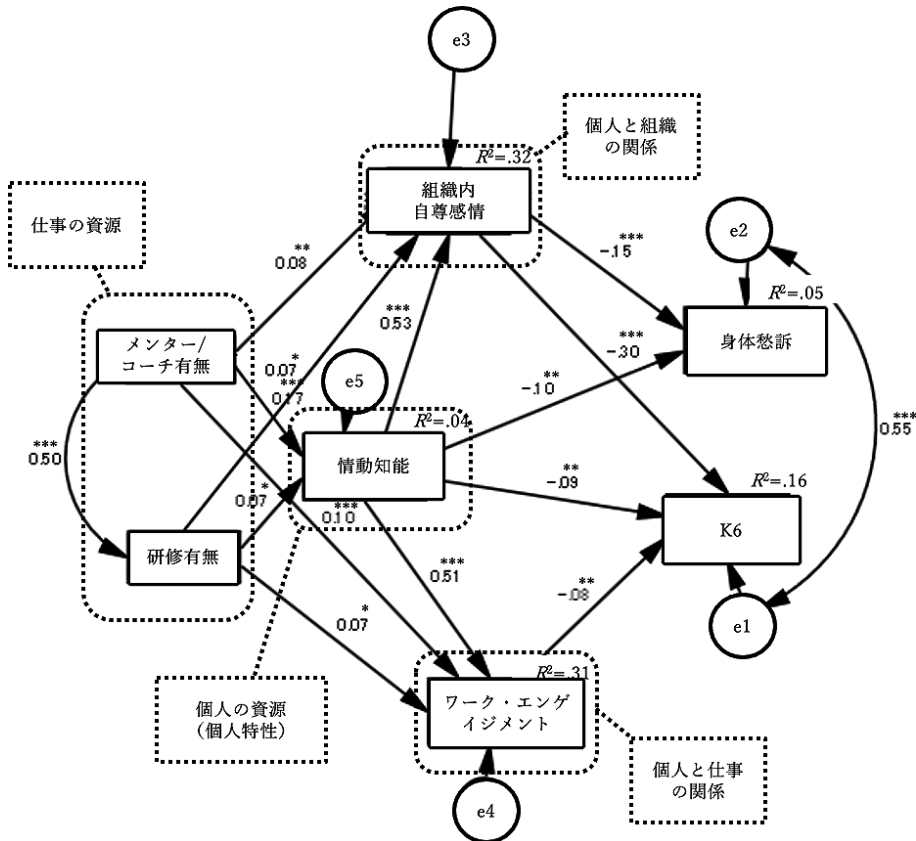 e3
個人と組織
の関係
R²=.32
組織内
自尊感情
仕事の資源
e2
**
0.08
***
-.15
R²=.05
***
0.53
***
-.30
身体愁訴
メンター/
コーチ有無
0.07*
***
0.17
e5
**
-.10
***
0.55
R²=.04
***
0.50
情動知能
**
-.09
R²=.16
*
0.07
***
0.10
K6
研修有無
***
0.51
**
-.08
*
0.07
e1
R²=.31
個人の資源
(個人特性)
ワーク・エンゲ
イジメント
個人と仕事
の関係
e4